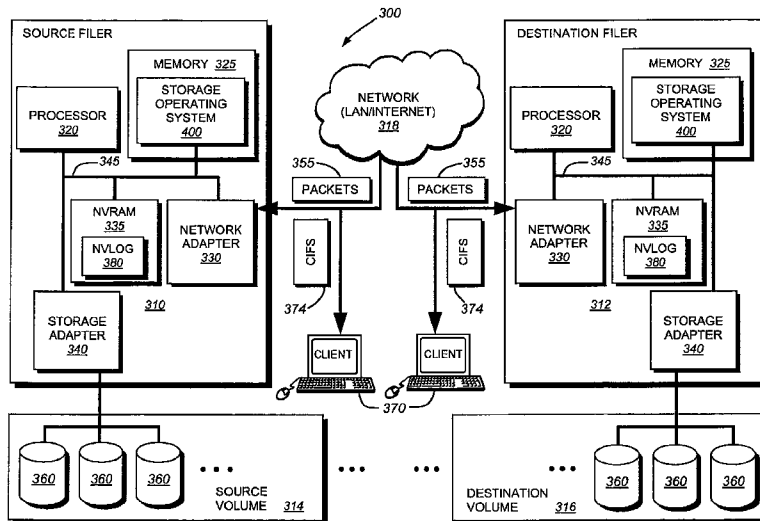 300
SOURCE FILER
MEMORY 325
STORAGE
OPERATING
SYSTEM
400
PROCESSOR
320
345
NVRAM
335
NVLOG
380
NETWORK
ADAPTER
330
310
STORAGE
ADAPTER
340
NETWORK
(LAN/INTERNET)
318
355
PACKETS
355
PACKETS
CIFS
374
CIFS
374
CLIENT
CLIENT
370
DESTINATION FILER
MEMORY 325
STORAGE
OPERATING
SYSTEM
400
PROCESSOR
320
345
NETWORK
ADAPTER
330
NVRAM
335
NVLOG
380
312
STORAGE
ADAPTER
340
360 360 360
SOURCE
VOLUME 314
DESTINATION
VOLUME 316
360 360 360